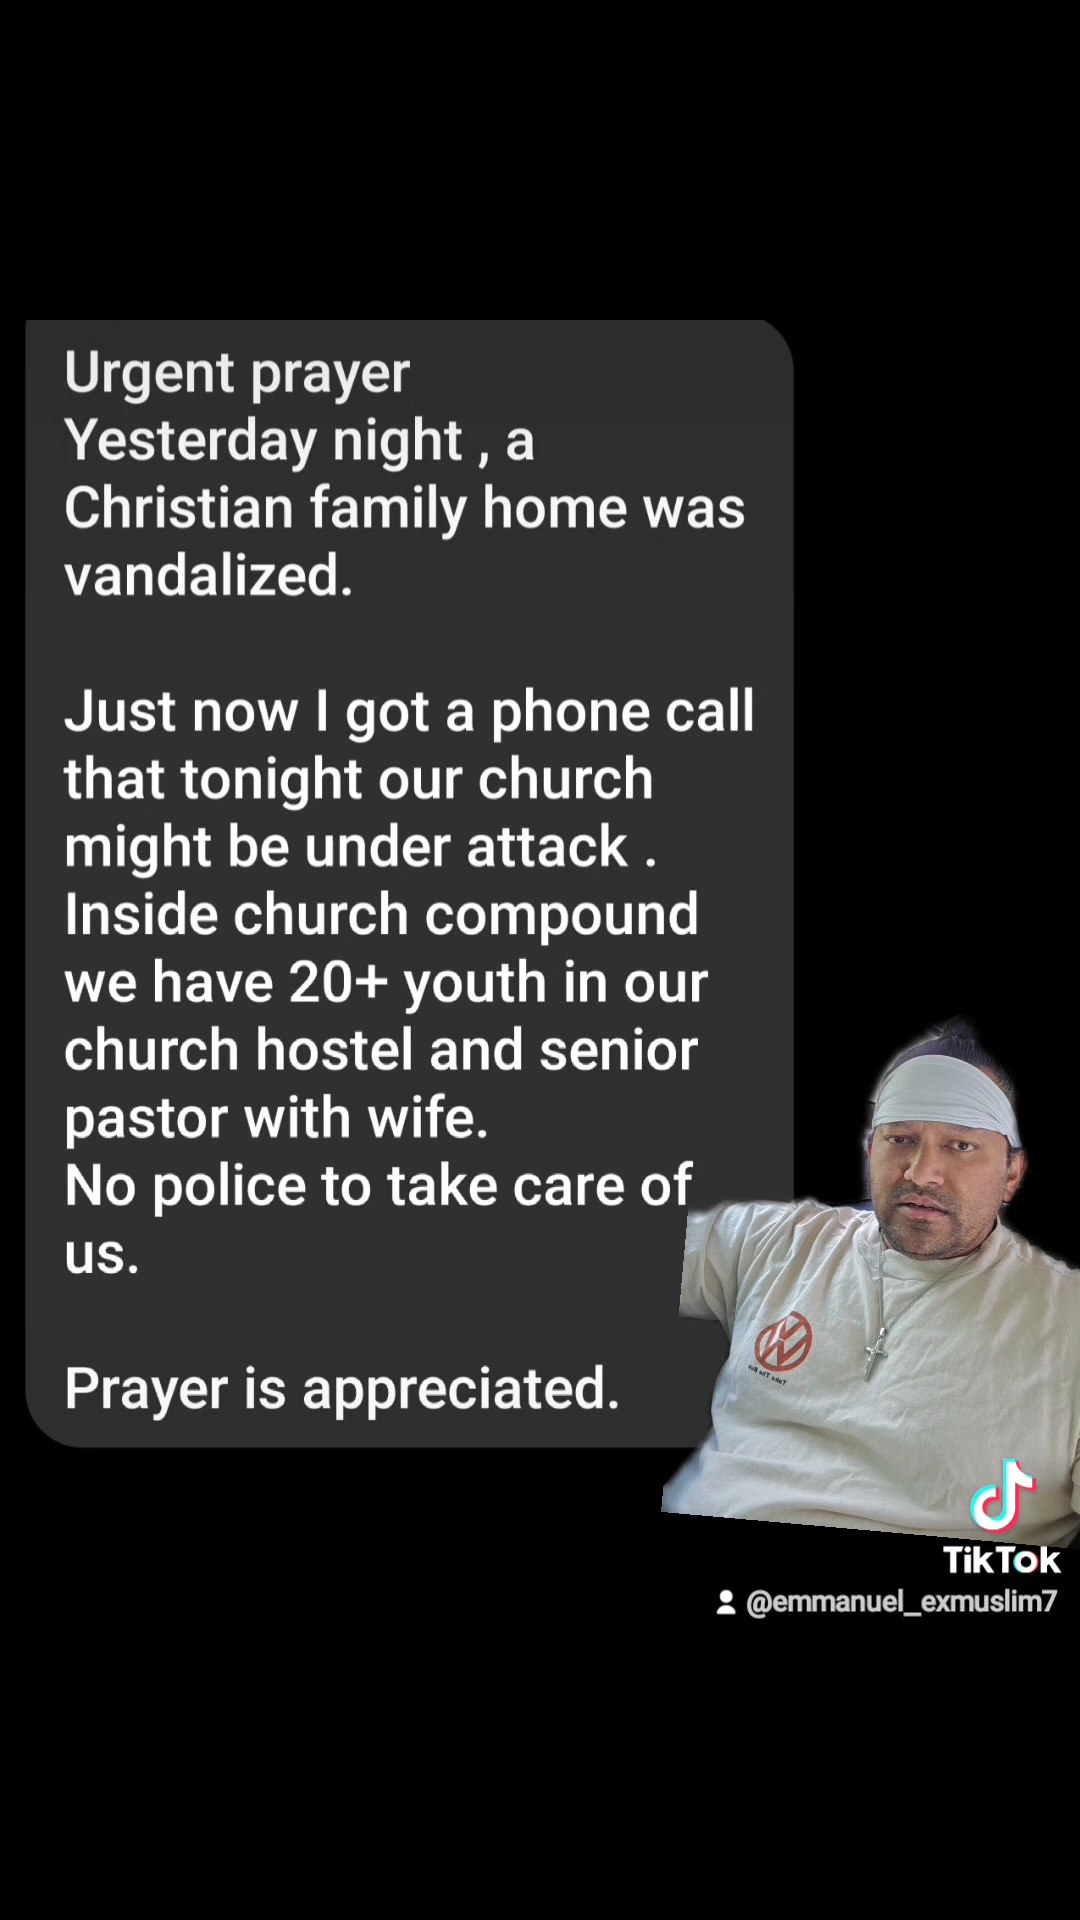 Urgent prayer
Yesterday night , a
Christian family home was
vandalized.
Just now I got a phone call
that tonight our church
might be under attack .
Inside church compound
we have 20+ youth in our
church hostel and senior
pastor with wife.
No police to take care of
us.
Prayer is appreciated.
TikTok
@emmanuel_exmuslim7